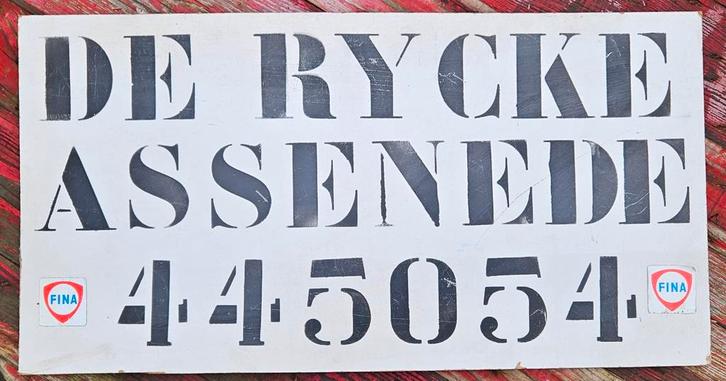 DE RYCKE
ASSENEDE
FINA 445054 FINA